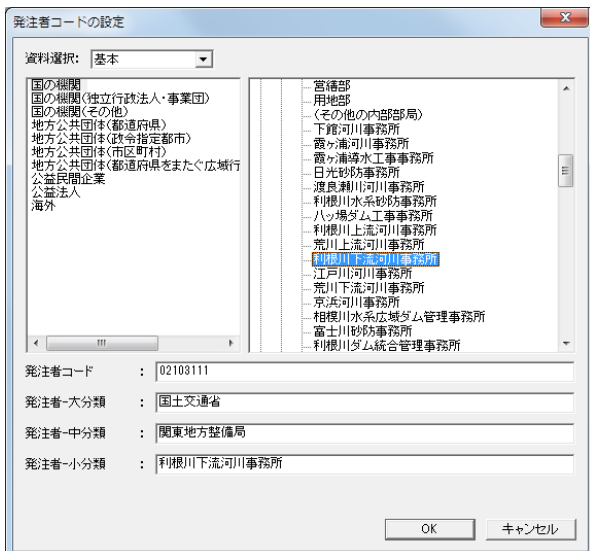 発注者コードの設定
資料選択:
基本
国の機関
国の機関(独立行政法人・事業団)
国の機関(その他)
地方公共団体(都道府県)
地方公共団体(政令指定都市)
地方公共団体(市区町村)
地方公共団体(都道府県をまたぐ広域行
公益民間企業
公益法人
海外
営繕部
用地部
(その他の内部部局)
下館河川事務所
霞ヶ浦河川事務所
霞ヶ浦導水工事事務所
日光砂防事務所
渡良瀬川河川事務所
利根川水系砂防事務所
八ッ場ダム工事事務所
利根川上流河川事務所
荒川上流河川事務所
利根川下流河川事務所
江戸川河川事務所
荒川下流河川事務所
京浜河川事務所
相模川水系広域ダム管理事務所
富士川砂防事務所
利根川ダム統合管理事務所
発注者コード : 02103111
発注者-大分類 : 国土交通省
発注者-中分類 : 関東地方整備局
発注者-小分類 : 利根川下流河川事務所
OK キャンセル